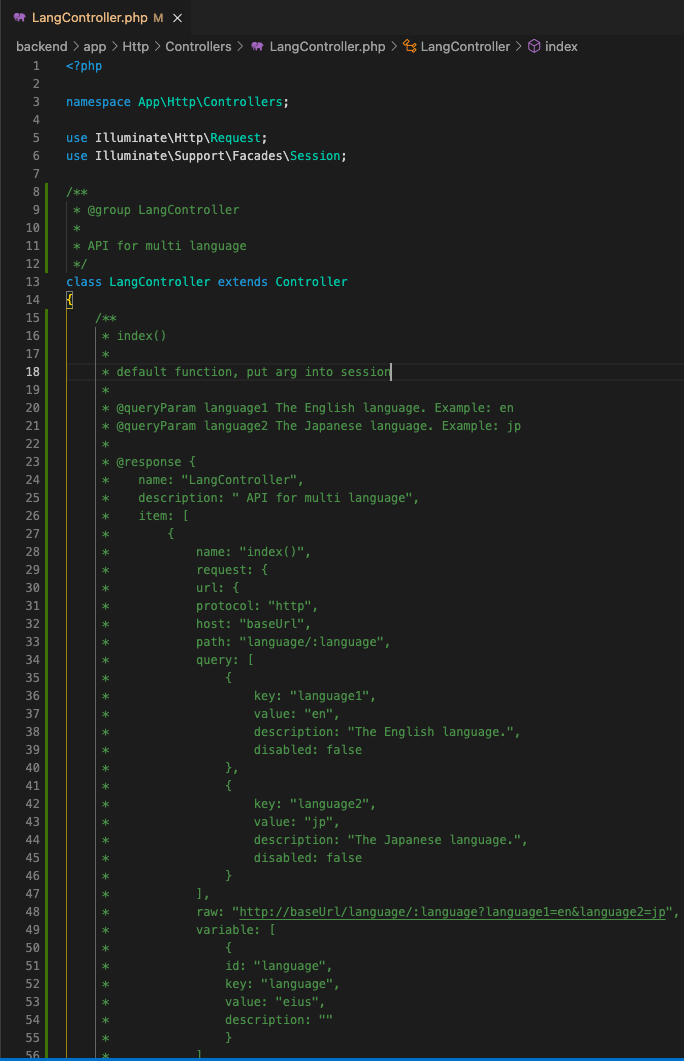 LangController.php M ×
backend > app > Http > Controllers > LangController.php > LangController > index
1 <?php
2
3 namespace App\Http\Controllers;
4
5 use Illuminate\Http\Request;
6 use Illuminate\Support\Facades\Session;
7
8 /**
9 * @group LangController
10 *
11 * API for multi language
12 */
13 class LangController extends Controller
14 {
15 /**
16 * index()
17 *
18 * default function, put arg into session
19 *
20 * @queryParam language1 The English language. Example: en
21 * @queryParam language2 The Japanese language. Example: jp
22 *
23 * @response {
24 * name: "LangController",
25 * description: " API for multi language",
26 * item: [
27 * {
28 * name: "index()",
29 * request: {
30 * url: {
31 * protocol: "http",
32 * host: "baseUrl",
33 * path: "language/:language",
34 * query: [
35 * {
36 * key: "language1",
37 * value: "en",
38 * description: "The English language.",
39 * disabled: false
40 * },
41 * {
42 * key: "language2",
43 * value: "jp",
44 * description: "The Japanese language.",
45 * disabled: false
46 * }
47 * ],
48 * raw: "http://baseUrl/language/:language?language1=en&language2=jp",
49 * variable: [
50 * {
51 * id: "language",
52 * key: "language",
53 * value: "eius",
54 * description: ""
55 * }
56 * ]